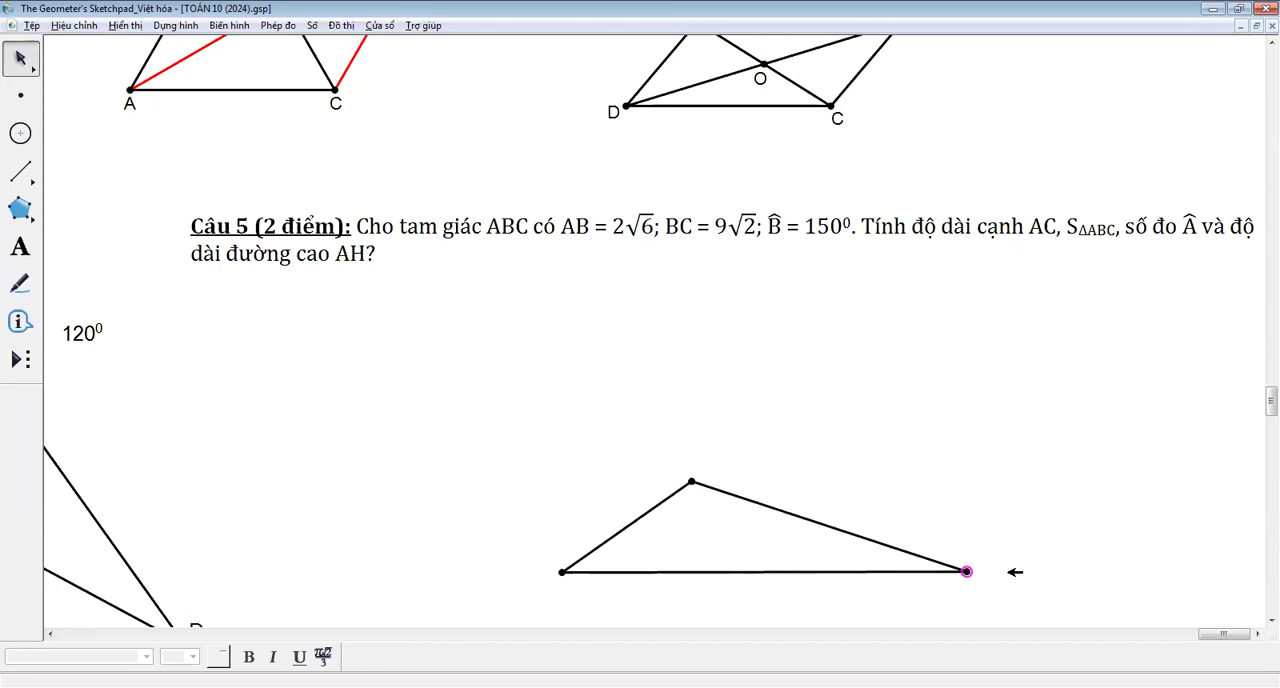 The Geometer's Sketchpad_Việt hóa - [TOÁN 10 (2024).gsp]
Tệp Hiệu chỉnh Hiển thị Dựng hình Biến hình Phép đo Số Đồ thị Cửa sổ Trợ giúp
A C
O
D C
Câu 5 (2 điểm): Cho tam giác ABC có AB = 2√6; BC = 9√2; B̂ = 150⁰. Tính độ dài cạnh AC, S∆ABC, số đo Â và độ
dài đường cao AH?
120⁰
B I U